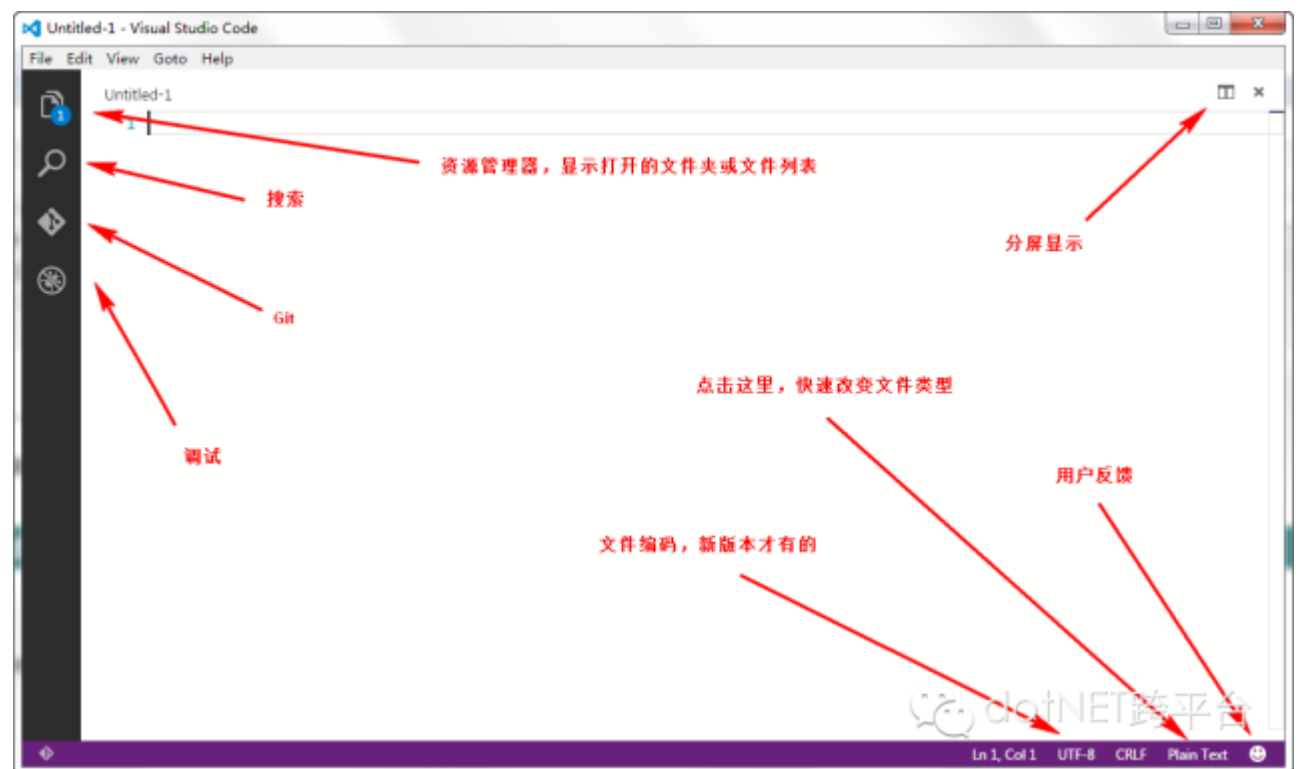 Untitled-1 - Visual Studio Code
File Edit View Goto Help
Untitled-1
1
1
资源管理器，显示打开的文件夹或文件列表
搜索
分屏显示
Git
点击这里，快速改变文件类型
调试
用户反馈
文件编码，新版本才有的
dotNET跨平台
Ln 1, Col 1 UTF-8 CRLF Plain Text